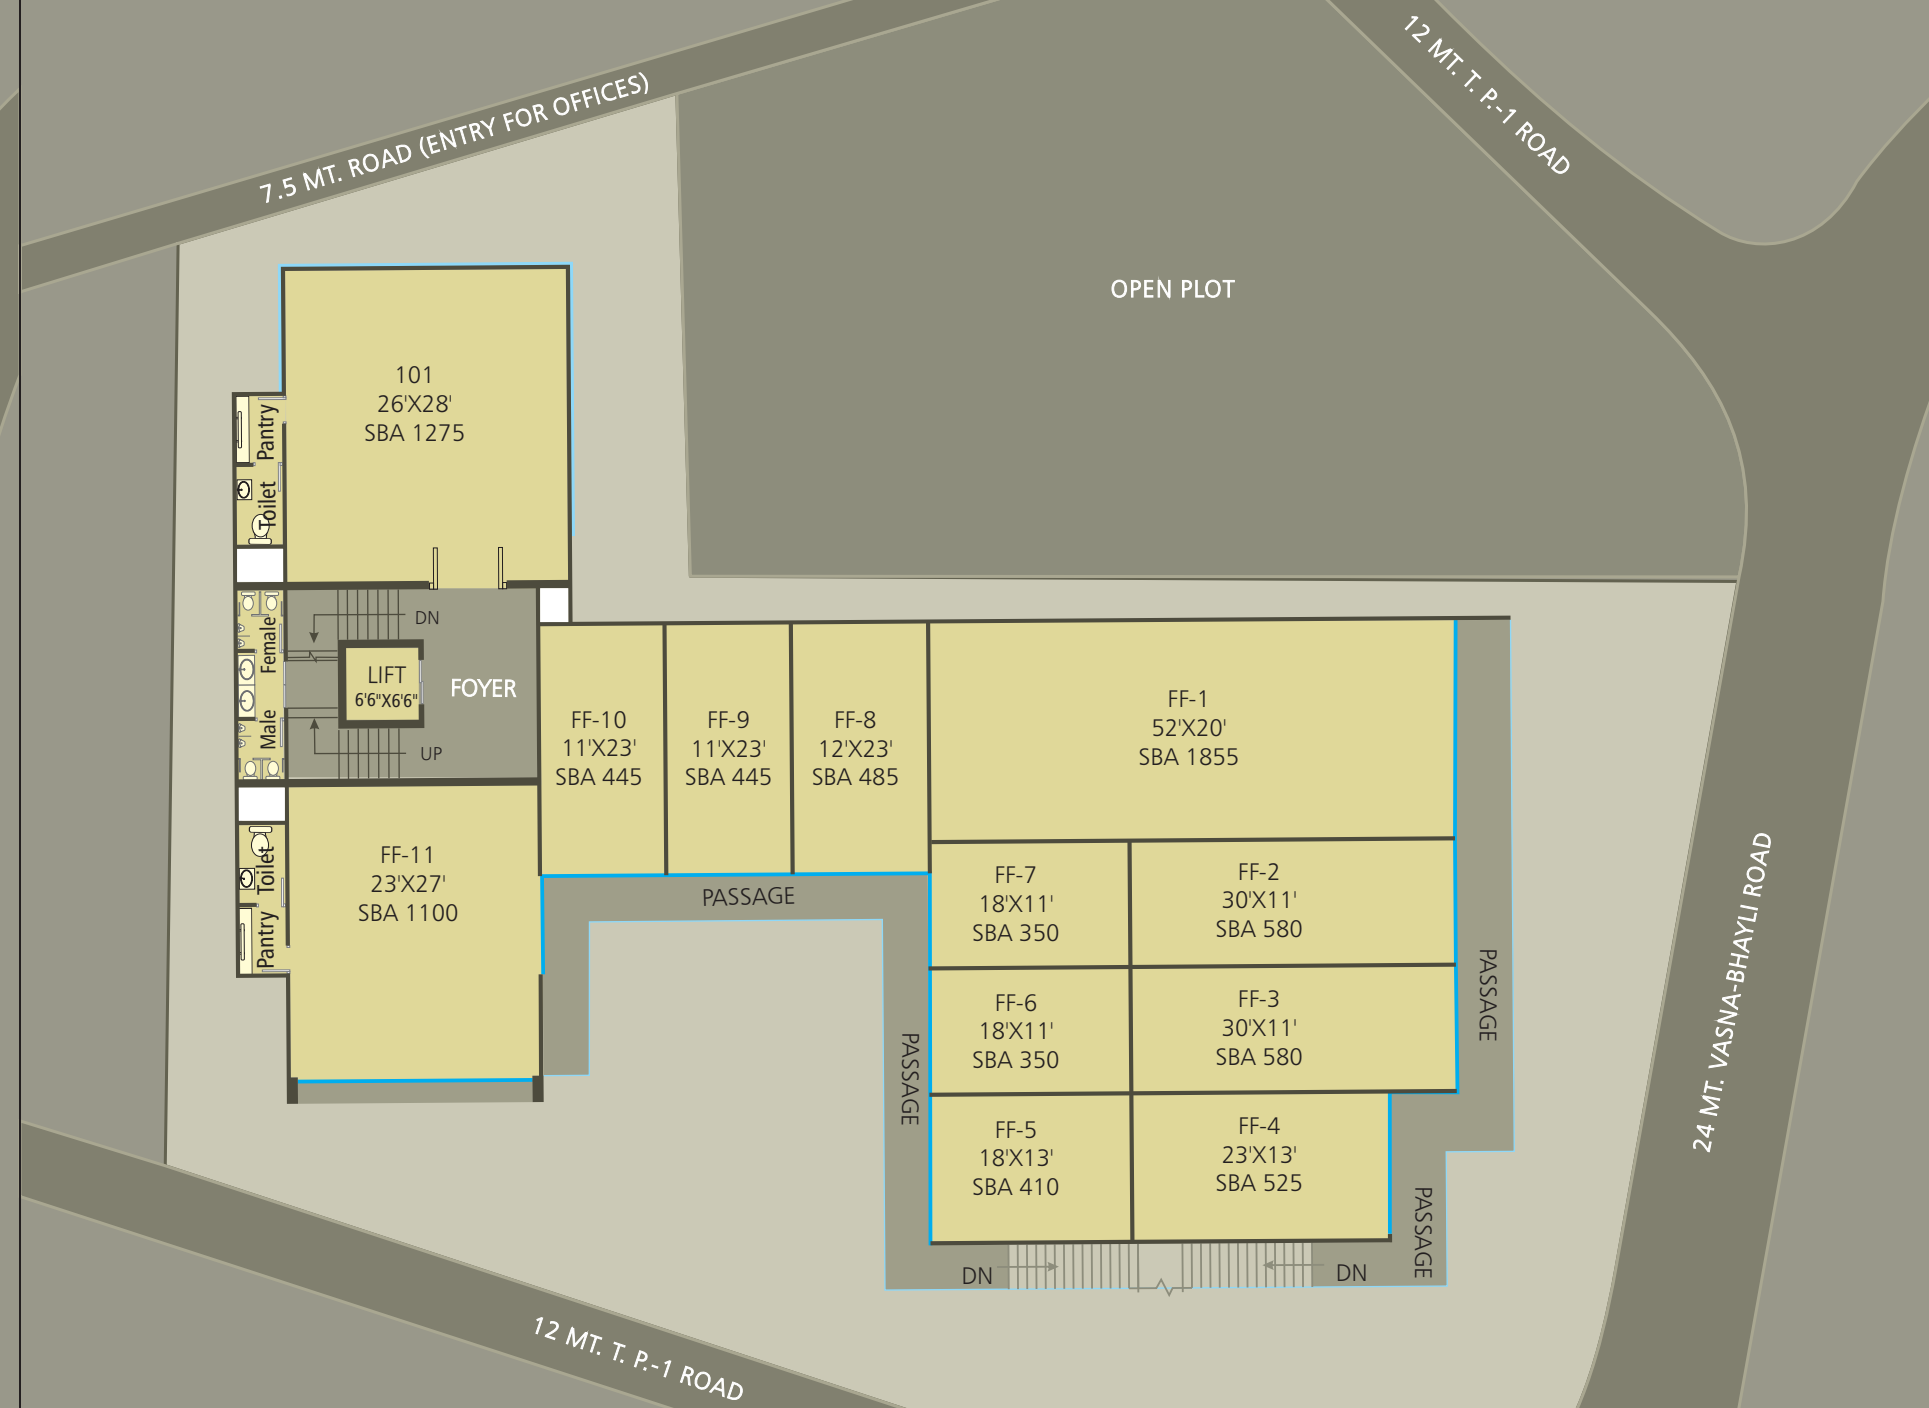 12 MT. T. P.-1 ROAD
7.5 MT. ROAD (ENTRY FOR OFFICES)
OPEN PLOT
101
26'X28'
SBA 1275
Pantry
Toilet
Female
Male
DN
LIFT
6'6"X6'6"
FOYER
UP
FF-10
11'X23'
SBA 445
FF-9
11'X23'
SBA 445
FF-8
12'X23'
SBA 485
FF-1
52'X20'
SBA 1855
Toilet
Pantry
FF-11
23'X27'
SBA 1100
PASSAGE
FF-7
18'X11'
SBA 350
FF-2
30'X11'
SBA 580
PASSAGE
FF-6
18'X11'
SBA 350
FF-3
30'X11'
SBA 580
PASSAGE
FF-5
18'X13'
SBA 410
FF-4
23'X13'
SBA 525
PASSAGE
DN
DN
24 MT. VASNA-BHAYLI ROAD
12 MT. T. P.-1 ROAD